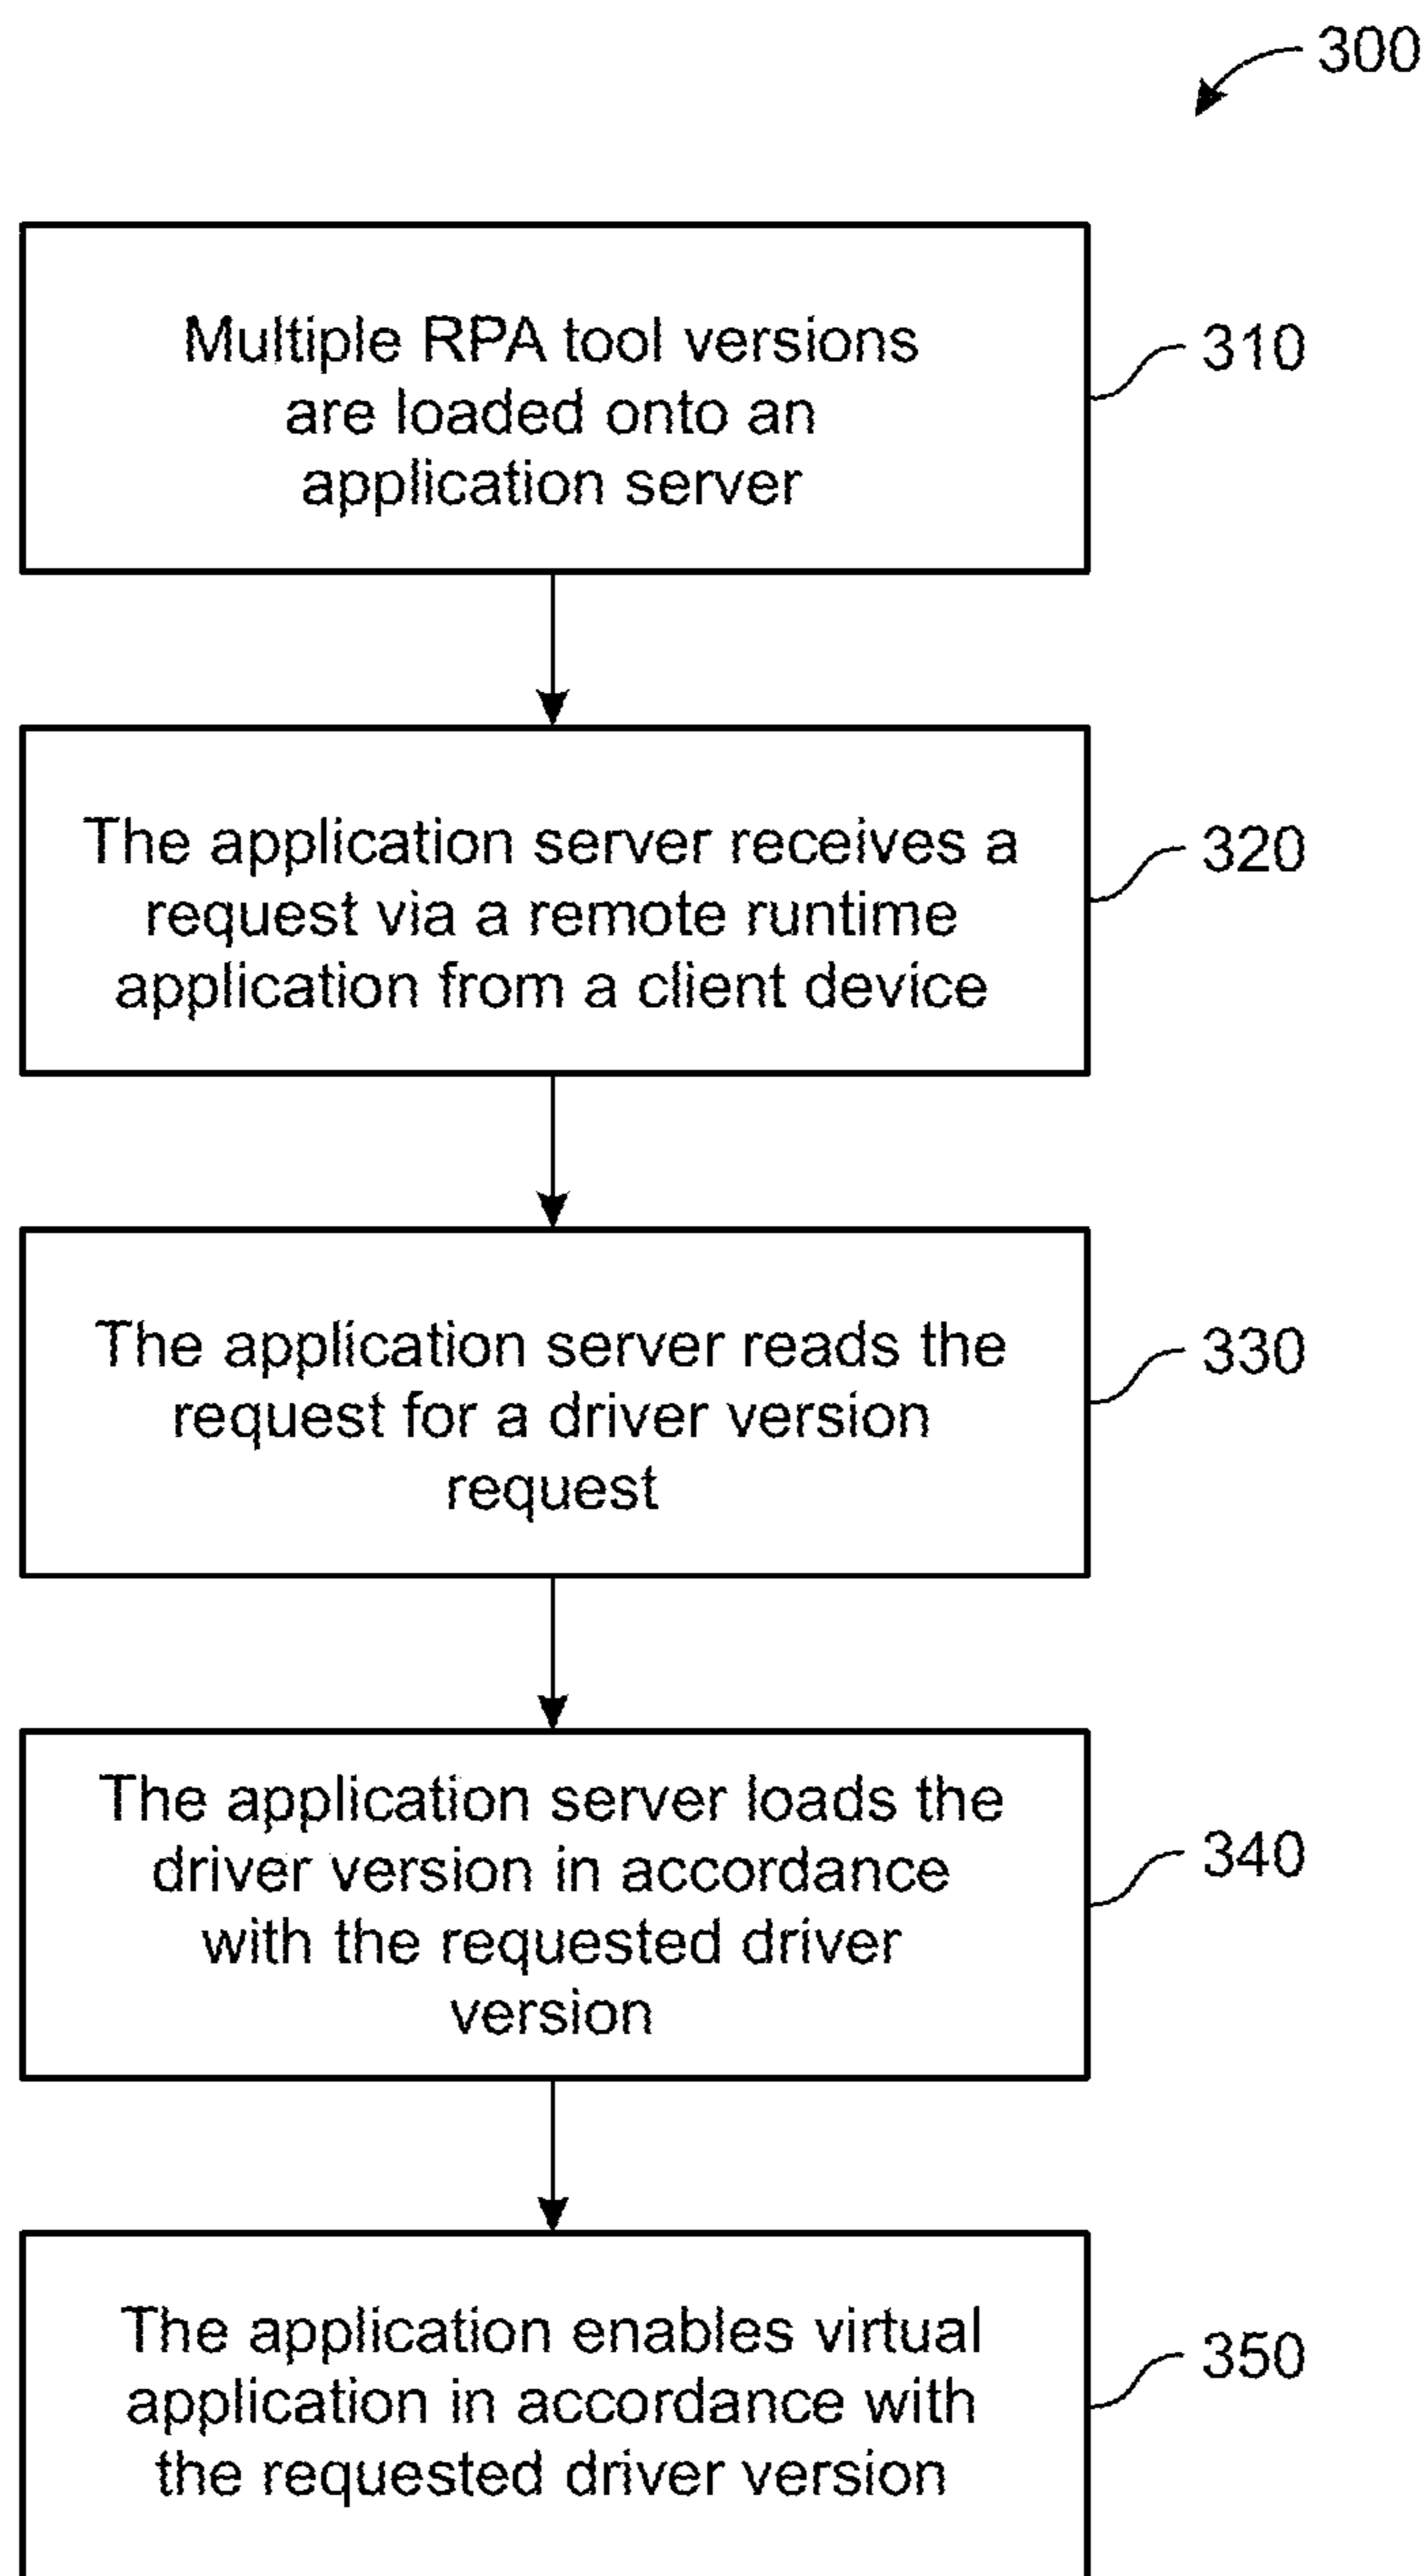 300
Multiple RPA tool versions
are loaded onto an
application server
310
The application server receives a
request via a remote runtime
application from a client device
320
The application server reads the
request for a driver version
request
330
The application server loads the
driver version in accordance
with the requested driver
version
340
The application enables virtual
application in accordance with
the requested driver version
350